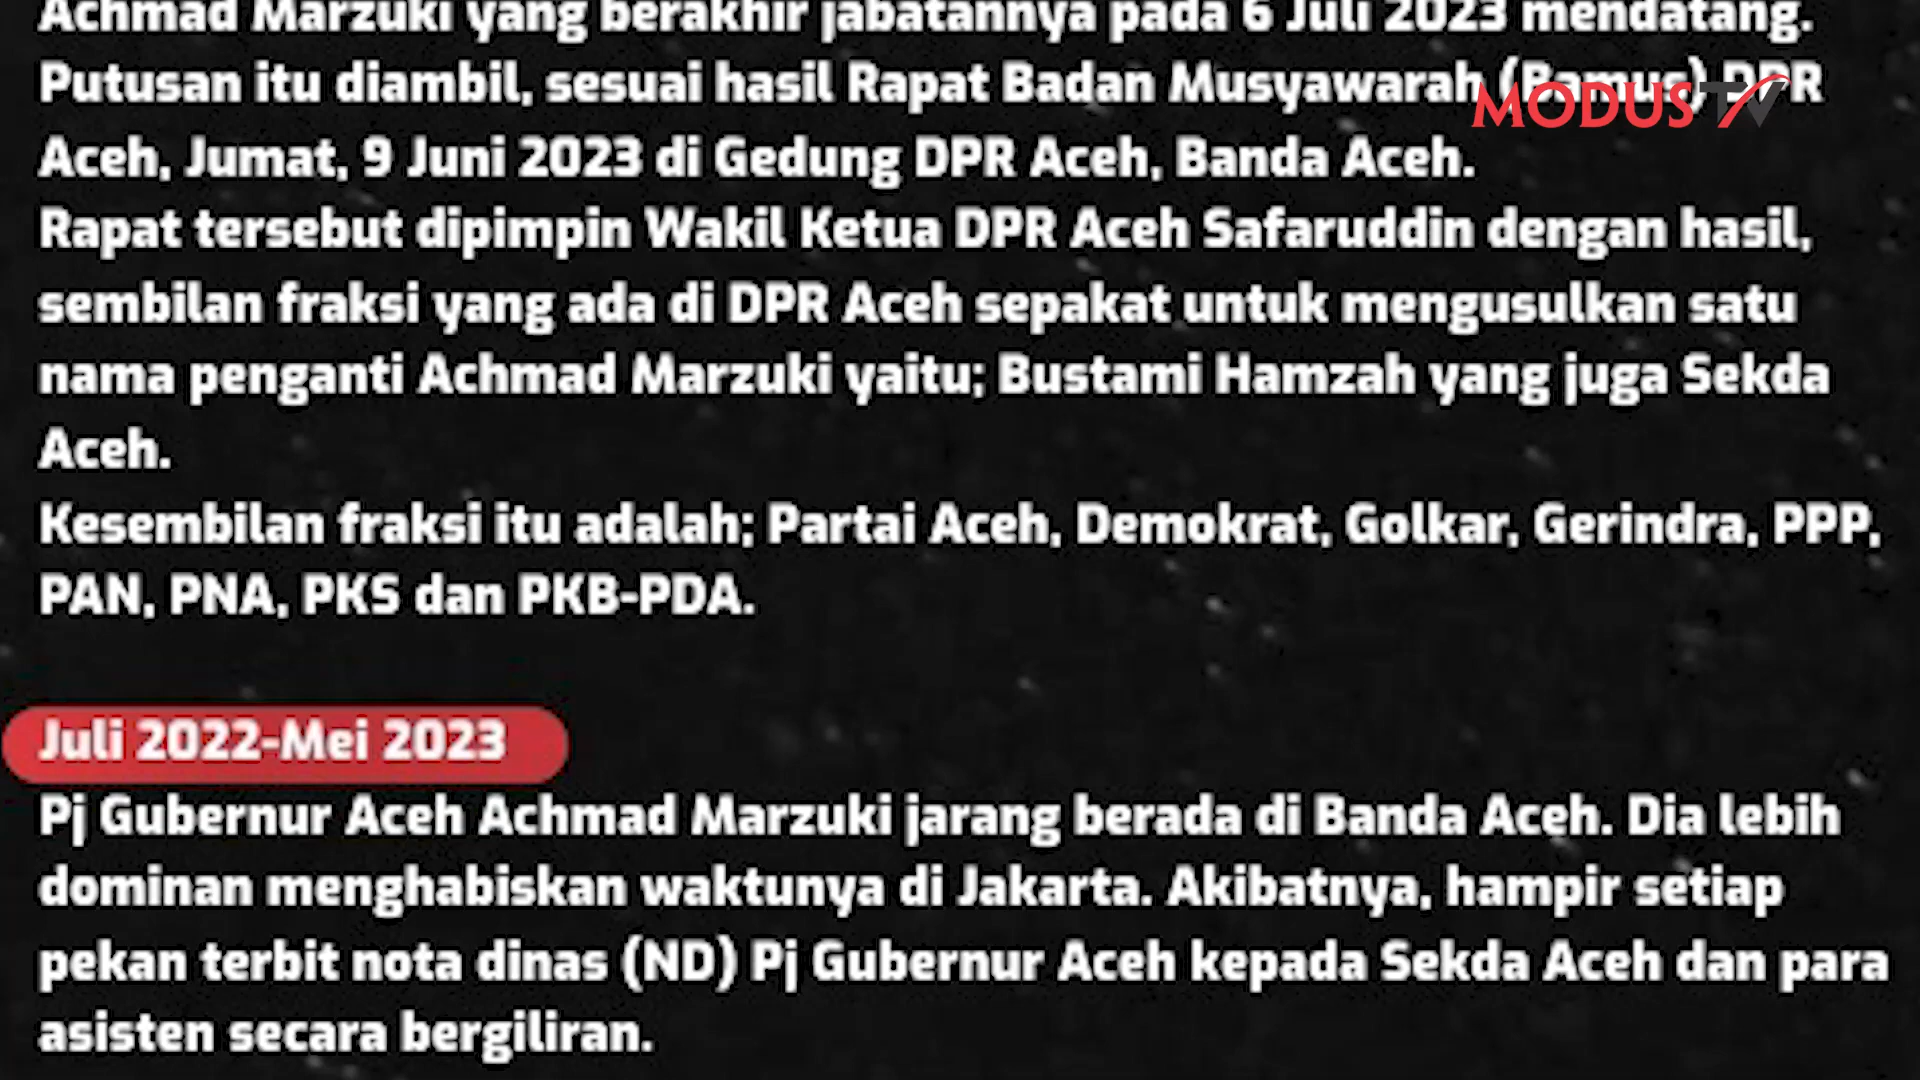 Achmad Marzuki yang berakhir jabatannya pada 6 Juli 2023 mendatang.
Putusan itu diambil, sesuai hasil Rapat Badan Musyawarah (Bamus) DPR
MODUS TV
Aceh, Jumat, 9 Juni 2023 di Gedung DPR Aceh, Banda Aceh.
Rapat tersebut dipimpin Wakil Ketua DPR Aceh Safaruddin dengan hasil,
sembilan fraksi yang ada di DPR Aceh sepakat untuk mengusulkan satu
nama penganti Achmad Marzuki yaitu; Bustami Hamzah yang juga Sekda
Aceh.
Kesembilan fraksi itu adalah; Partai Aceh, Demokrat, Golkar, Gerindra, PPP,
PAN, PNA, PKS dan PKB-PDA.
Juli 2022-Mei 2023
Pj Gubernur Aceh Achmad Marzuki jarang berada di Banda Aceh. Dia lebih
dominan menghabiskan waktunya di Jakarta. Akibatnya, hampir setiap
pekan terbit nota dinas (ND) Pj Gubernur Aceh kepada Sekda Aceh dan para
asisten secara bergiliran.